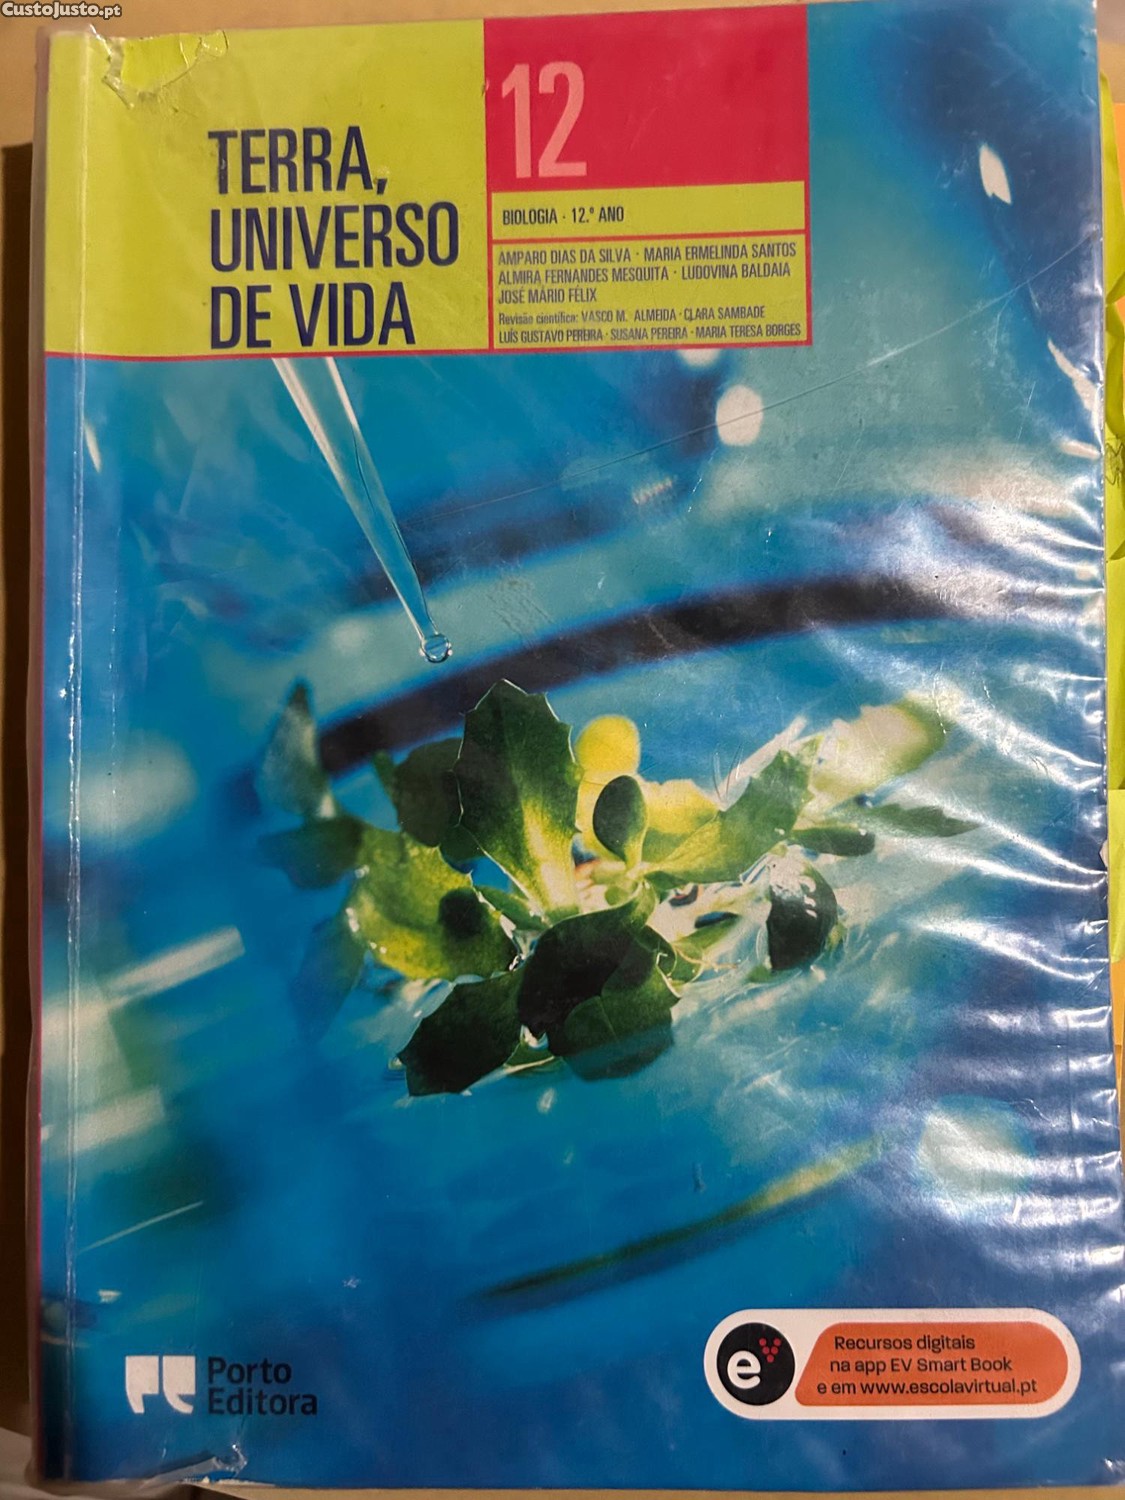 CustoJusto.pt
TERRA,
UNIVERSO
DE VIDA
12
BIOLOGIA · 12.º ANO
AMPARO DIAS DA SILVA · MARIA ERMELINDA SANTOS
ALMIRA FERNANDES MESQUITA · LUDOVINA BALDAIA
JOSÉ MÁRIO FÉLIX
Revisão científica: VASCO M. ALMEIDA · CLARA SAMBADE
LUÍS GUSTAVO PEREIRA · SUSANA PEREIRA · MARIA TERESA BORGES
Porto
Editora
e
Recursos digitais
na app EV Smart Book
e em www.escolavirtual.pt